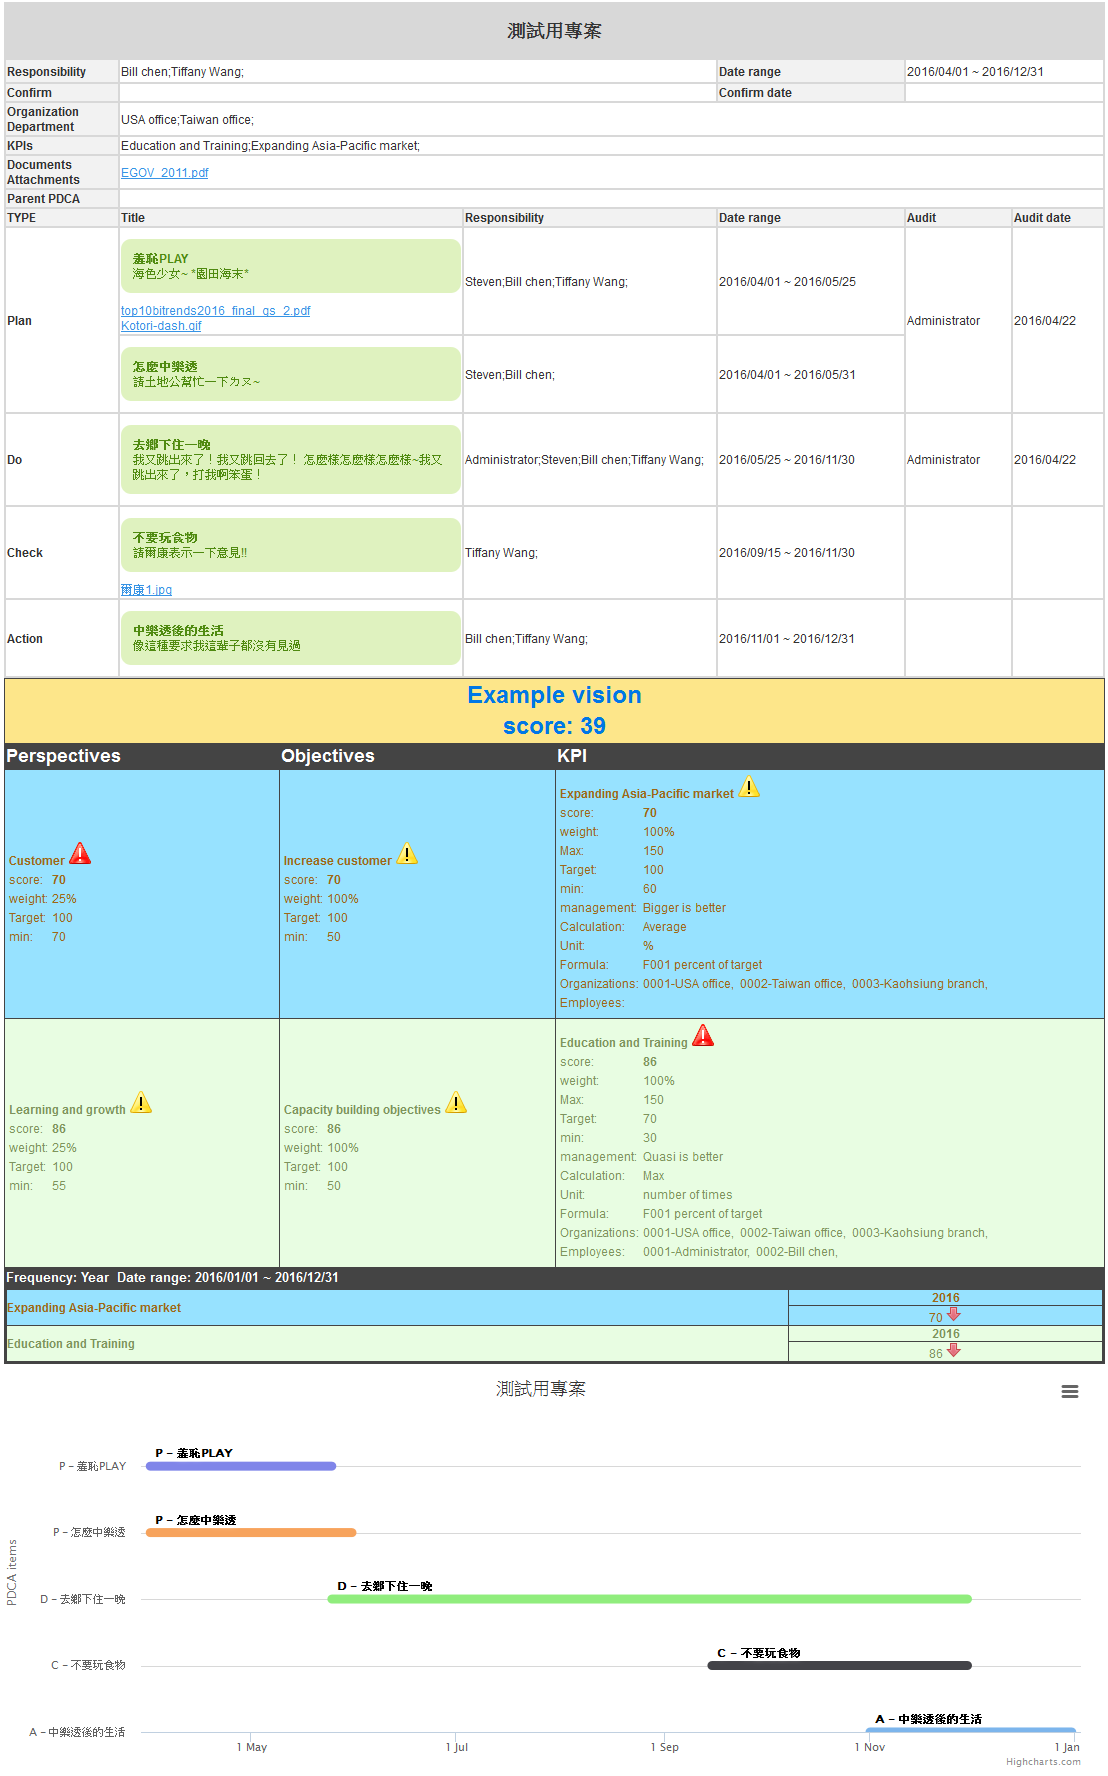 測試用專案
Responsibility Bill chen;Tiffany Wang; Date range 2016/04/01 ~ 2016/12/31
Confirm Confirm date
Organization
Department USA office;Taiwan office;
KPIs Education and Training;Expanding Asia-Pacific market;
Documents
Attachments EGOV_2011.pdf
Parent PDCA
TYPE Title Responsibility Date range Audit Audit date
Plan
羞恥PLAY
海色少女~ *園田海未*
top10bitrends2016_final_qs_2.pdf
Kotori-dash.gif
Steven;Bill chen;Tiffany Wang; 2016/04/01 ~ 2016/05/25
Administrator 2016/04/22
怎麼中樂透
請土地公幫忙一下ㄉㄡ~
Steven;Bill chen; 2016/04/01 ~ 2016/05/31
Do
去鄉下住一晚
我又跳出來了！我又跳回去了！ 怎麼樣怎麼樣怎麼樣~我又
跳出來了，打我啊笨蛋！
Administrator;Steven;Bill chen;Tiffany Wang; 2016/05/25 ~ 2016/11/30 Administrator 2016/04/22
Check
不要玩食物
請爾康表示一下意見!!
爾康1.jpg
Tiffany Wang; 2016/09/15 ~ 2016/11/30
Action
中樂透後的生活
像這種要求我這輩子都沒有見過
Bill chen;Tiffany Wang; 2016/11/01 ~ 2016/12/31
Example vision
score: 39
Perspectives Objectives KPI
Customer
score: 70
weight: 25%
Target: 100
min: 70
Increase customer
score: 70
weight: 100%
Target: 100
min: 50
Expanding Asia-Pacific market
score: 70
weight: 100%
Max: 150
Target: 100
min: 60
management: Bigger is better
Calculation: Average
Unit: %
Formula: F001 percent of target
Organizations: 0001-USA office, 0002-Taiwan office, 0003-Kaohsiung branch,
Employees:
Learning and growth
score: 86
weight: 25%
Target: 100
min: 55
Capacity building objectives
score: 86
weight: 100%
Target: 100
min: 50
Education and Training
score: 86
weight: 100%
Max: 150
Target: 70
min: 30
management: Quasi is better
Calculation: Max
Unit: number of times
Formula: F001 percent of target
Organizations: 0001-USA office, 0002-Taiwan office, 0003-Kaohsiung branch,
Employees: 0001-Administrator, 0002-Bill chen,
Frequency: Year Date range: 2016/01/01 ~ 2016/12/31
Expanding Asia-Pacific market 2016
70
Education and Training 2016
86
測試用專案
PDCA items
P - 羞恥PLAY
P - 羞恥PLAY
P - 怎麼中樂透
P - 怎麼中樂透
D - 去鄉下住一晚
D - 去鄉下住一晚
C - 不要玩食物
C - 不要玩食物
A - 中樂透後的生活
A - 中樂透後的生活
1 May 1 Jul 1 Sep 1 Nov 1 Jan
Highcharts.com